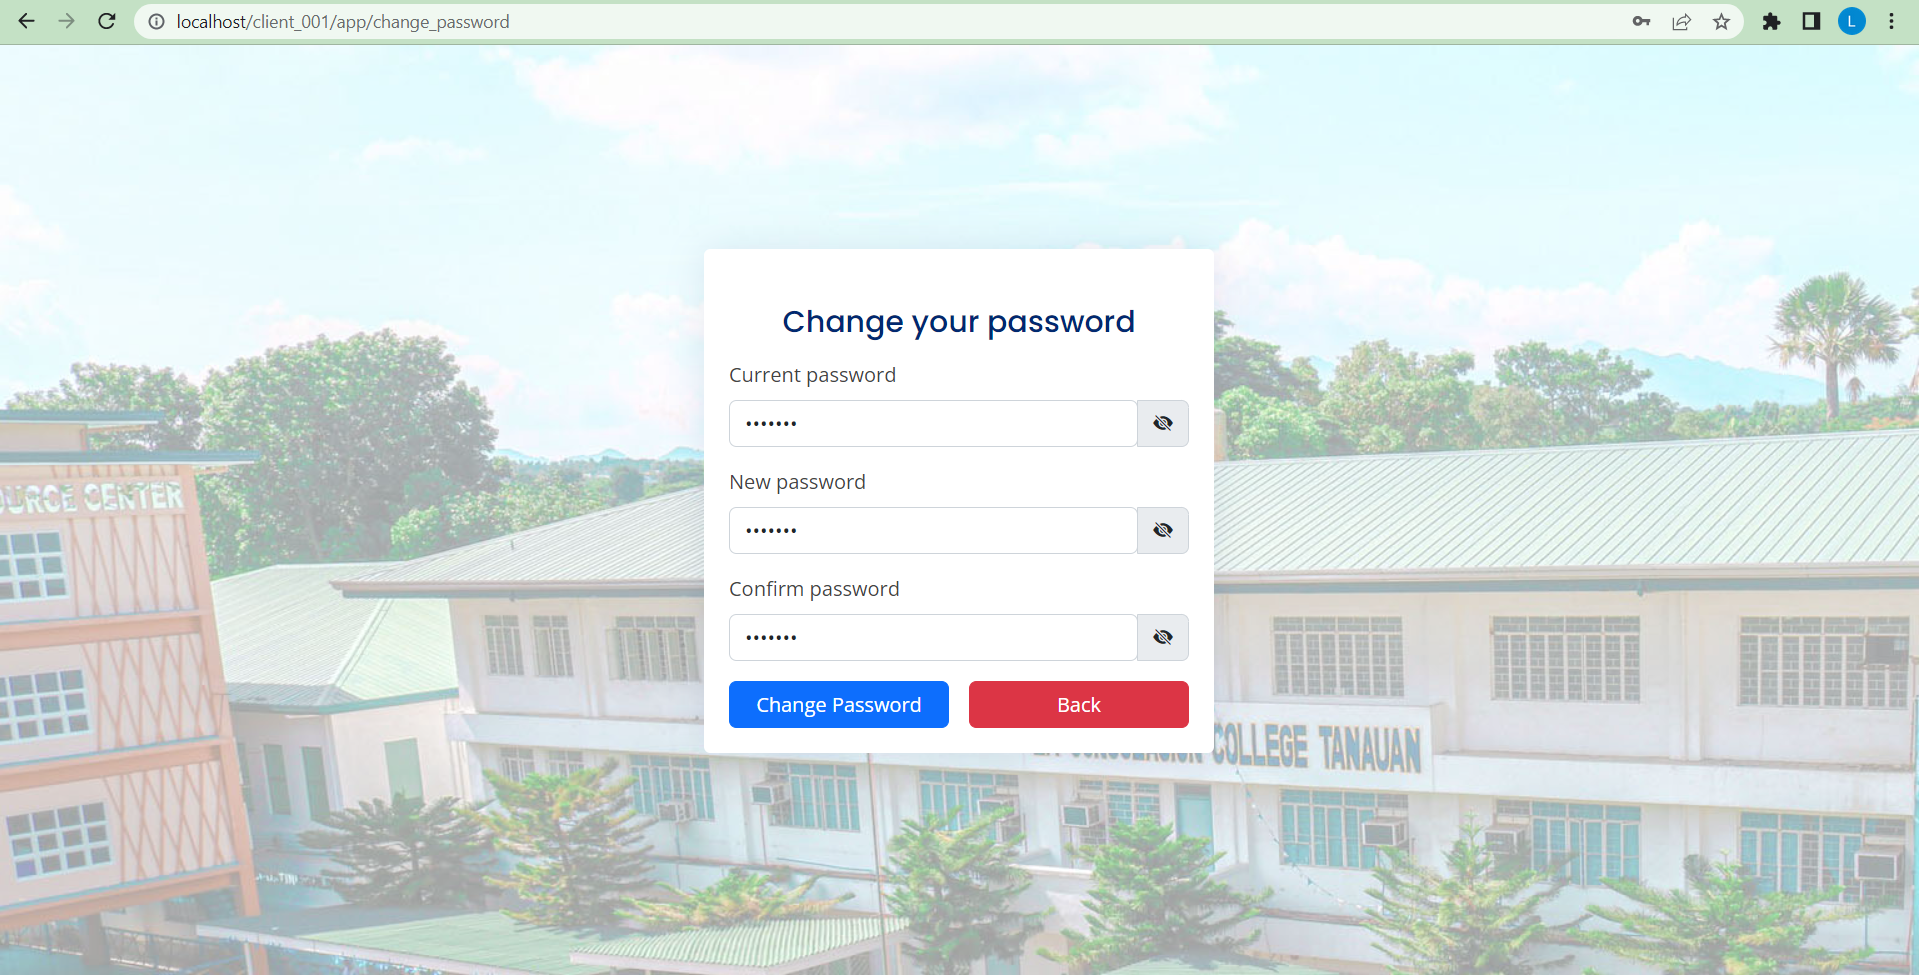 localhost/client_001/app/change_password
L
Change your password
Current password
•••••••
New password
•••••••
Confirm password
•••••••
Change Password
Back
CENTER
COLLEGE TANAUAN